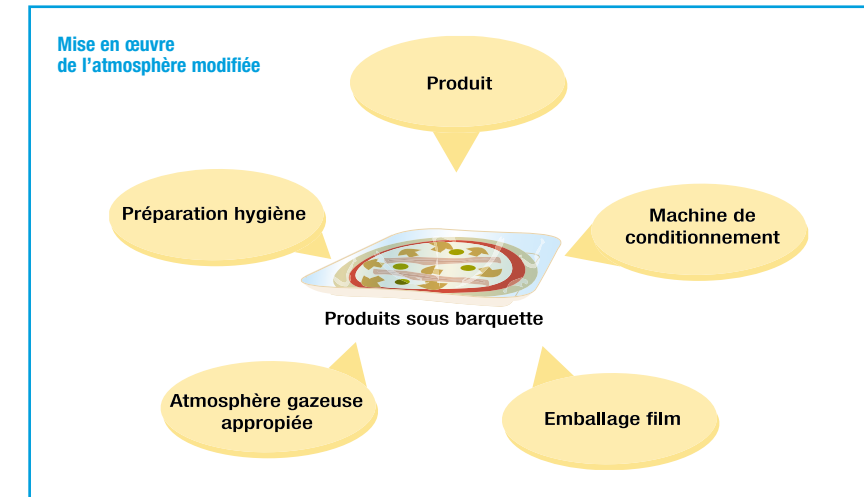 Mise en œuvre
de l'atmosphère modifiée
Produit
Préparation hygiène
Machine de
conditionnement
Produits sous barquette
Atmosphère gazeuse
appropiée
Emballage film